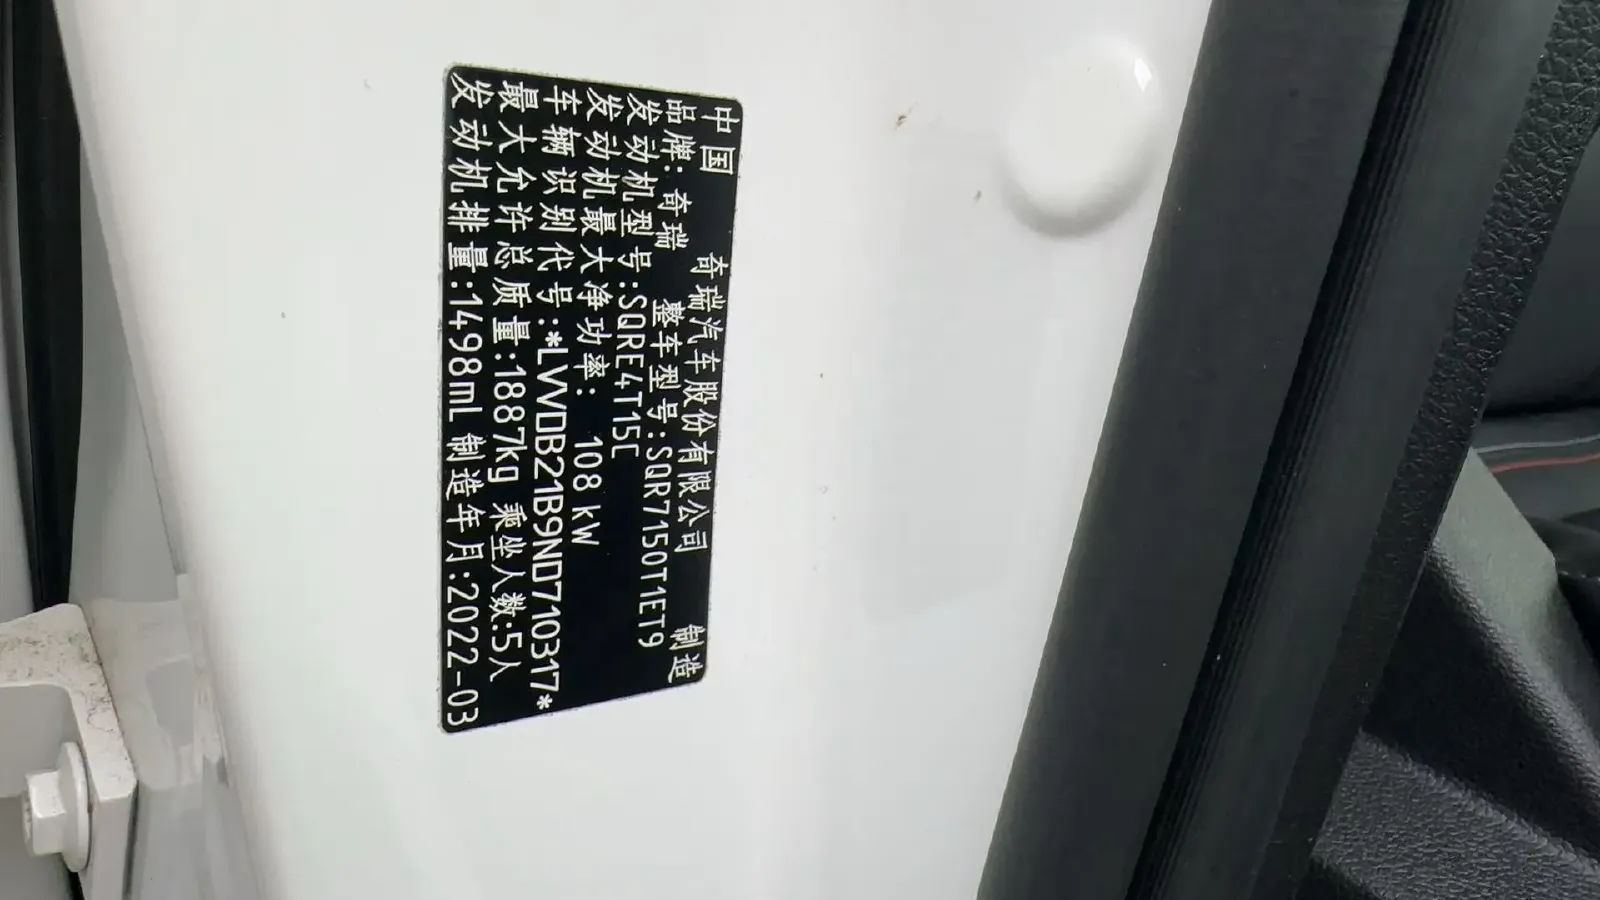 中国 奇瑞汽车股份有限公司 制造
品牌: 奇瑞 整车型号:SQR7150T1ET9
发动机型号:SQRE4T15C
发动机最大净功率: 108 kW
车辆识别代号:*LVVDB21B9ND710317*
最大允许总质量:1887kg 乘坐人数:5人
发动机排量:1498mL 制造年月:2022-03